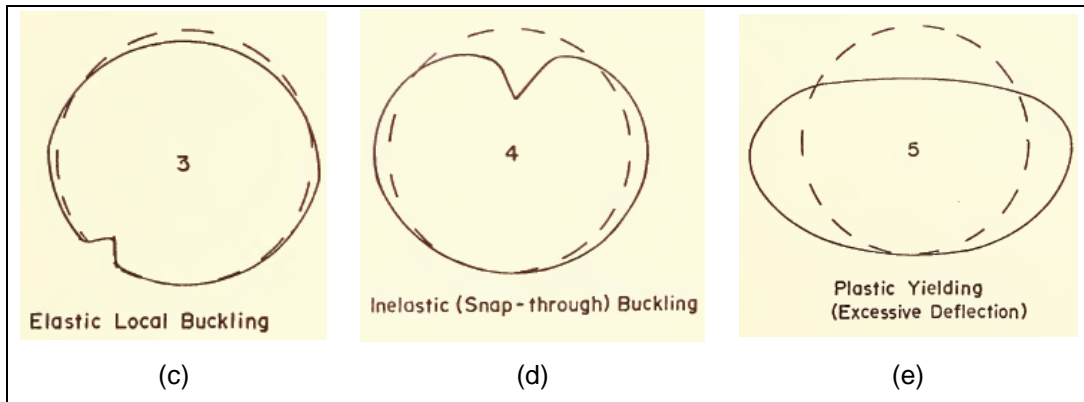 3
4
5
Elastic Local Buckling
Inelastic (Snap-through) Buckling
Plastic Yielding
(Excessive Deflection)
(c)
(d)
(e)